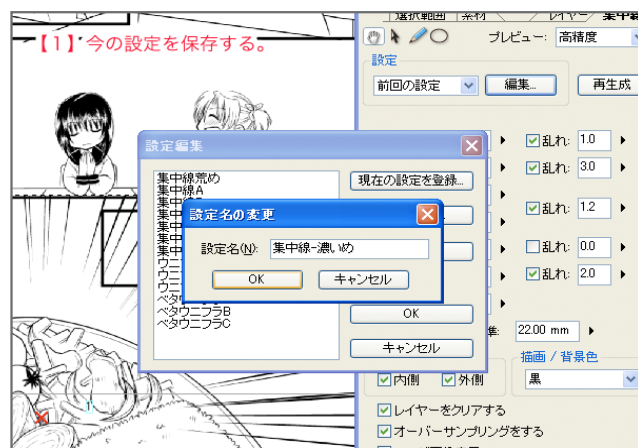 【1】今の設定を保存する。
選択範囲 素材 レイヤー 集中線
プレビュー: 高精度
設定
前回の設定 編集... 再生成
設定編集
集中線荒め
集中線A
現在の設定を登録...
設定名の変更
設定名(N): 集中線-濃いめ
OK キャンセル
ベタウニフラB
ベタウニフラC
OK
キャンセル
乱れ: 1.0
乱れ: 3.0
乱れ: 1.2
乱れ: 0.0
乱れ: 2.0
22.00 mm
描画 / 背景色
内側 外側 黒
レイヤーをクリアする
オーバーサンプリングをする